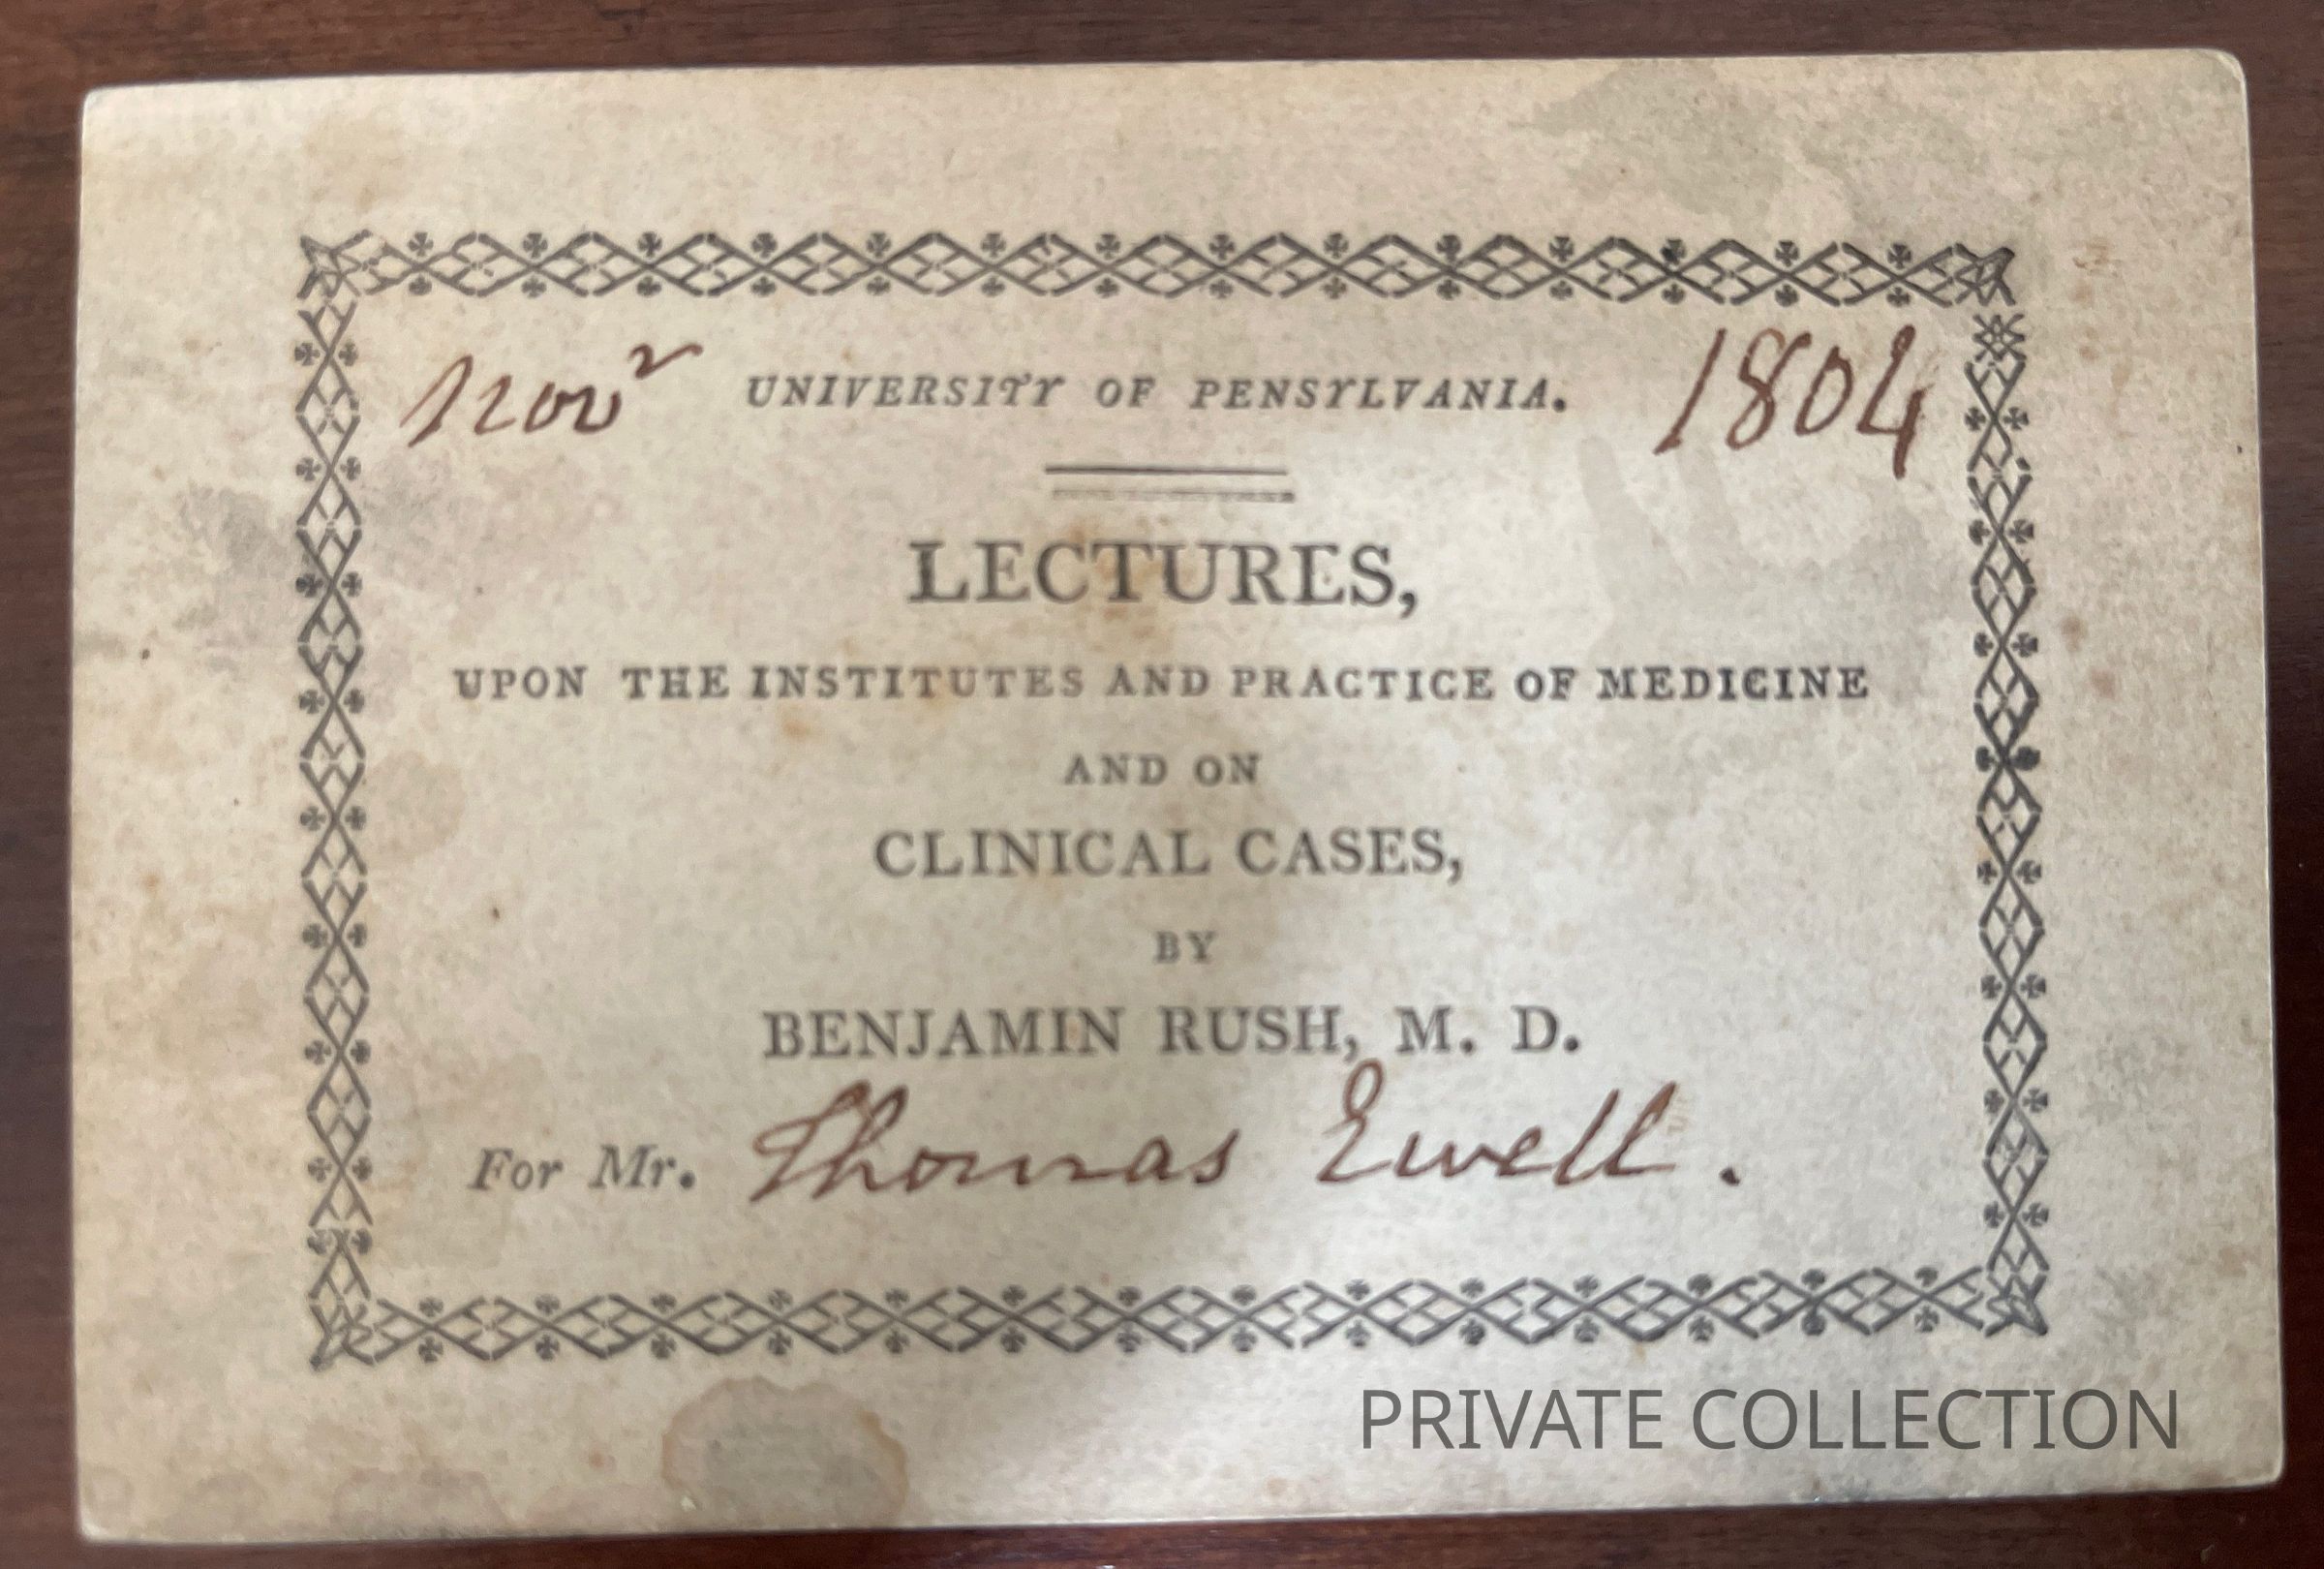 Novr UNIVERSITY OF PENSYLVANIA. 1804
LECTURES,
UPON THE INSTITUTES AND PRACTICE OF MEDICINE
AND ON
CLINICAL CASES,
BY
BENJAMIN RUSH, M. D.
For Mr. Thomas Ewell.
PRIVATE COLLECTION